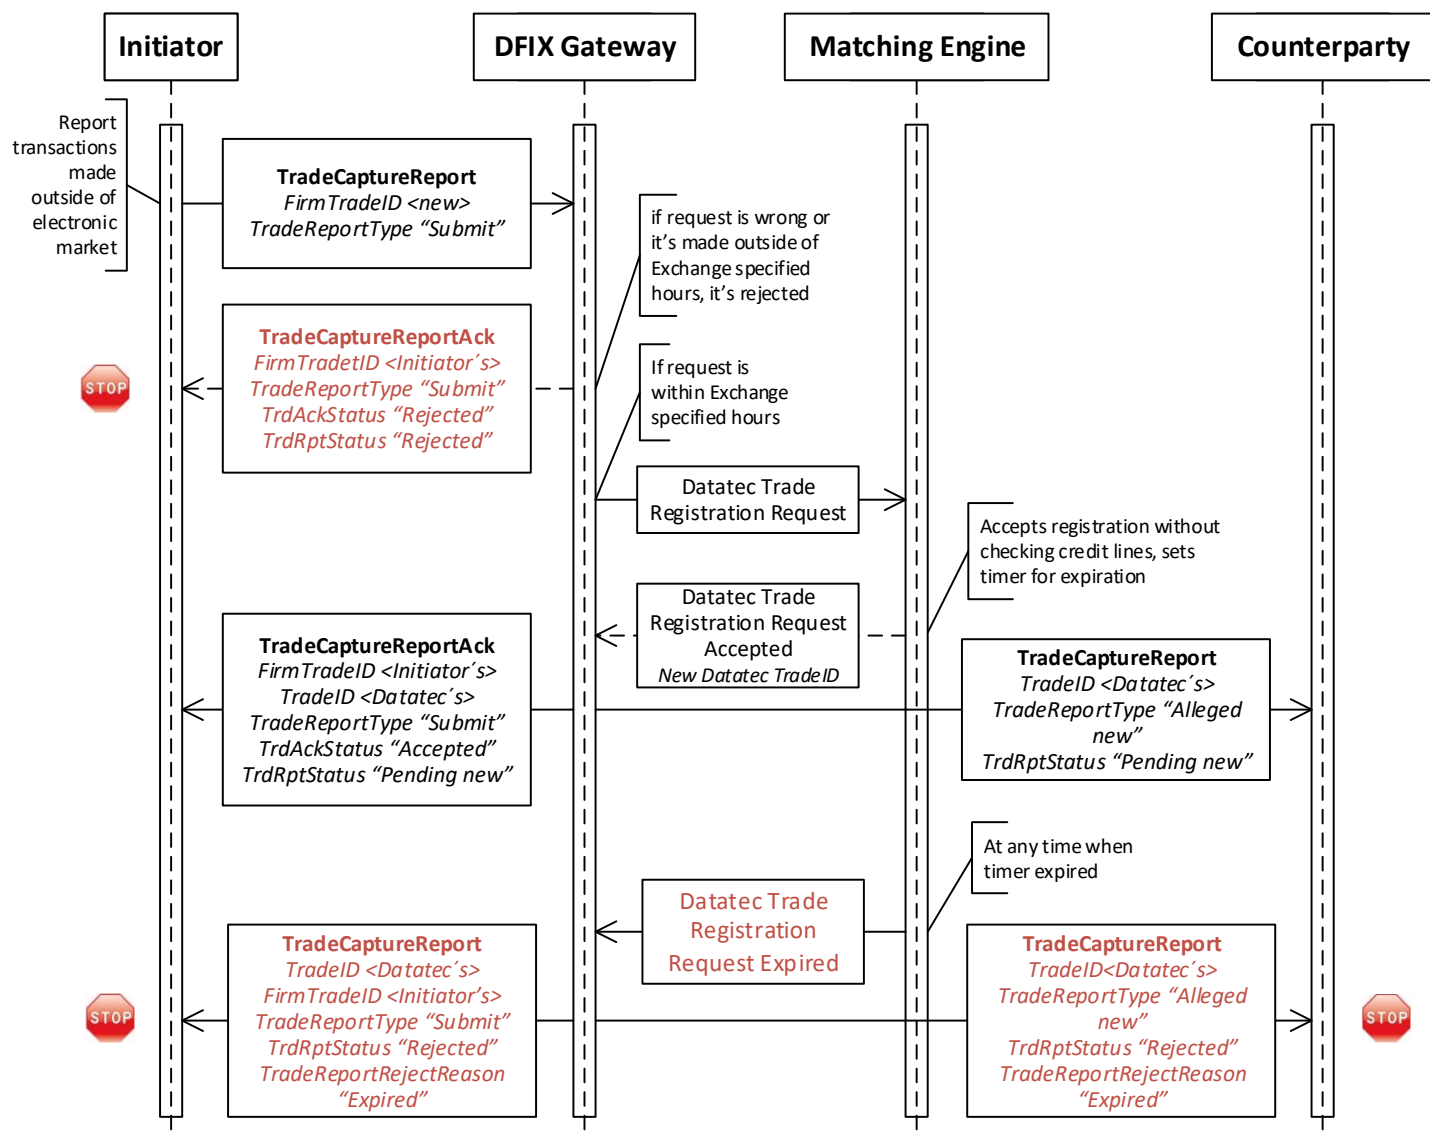 Initiator
DFIX Gateway
Matching Engine
Counterparty
Report
transactions
made
outside of
electronic
market
TradeCaptureReport
FirmTradeID <new>
TradeReportType “Submit”
if request is wrong or
it’s made outside of
Exchange specified
hours, it’s rejected
TradeCaptureReportAck
FirmTradetID <Initiator´s>
TradeReportType “Submit”
TrdAckStatus “Rejected”
TrdRptStatus “Rejected”
STOP
If request is
within Exchange
specified hours
Datatec Trade
Registration Request
Accepts registration without
checking credit lines, sets
timer for expiration
Datatec Trade
Registration Request
Accepted
New Datatec TradeID
TradeCaptureReportAck
FirmTradeID <Initiator´s>
TradeID <Datatec´s>
TradeReportType “Submit”
TrdAckStatus “Accepted”
TrdRptStatus “Pending new”
TradeCaptureReport
TradeID <Datatec´s>
TradeReportType “Alleged
new”
TrdRptStatus “Pending new”
At any time when
timer expired
Datatec Trade
Registration
Request Expired
TradeCaptureReport
TradeID <Datatec´s>
FirmTradeID <Initiator’s>
TradeReportType “Submit”
TrdRptStatus “Rejected”
TradeReportRejectReason
“Expired”
STOP
TradeCaptureReport
TradeID<Datatec´s>
TradeReportType “Alleged
new”
TrdRptStatus “Rejected”
TradeReportRejectReason
“Expired”
STOP